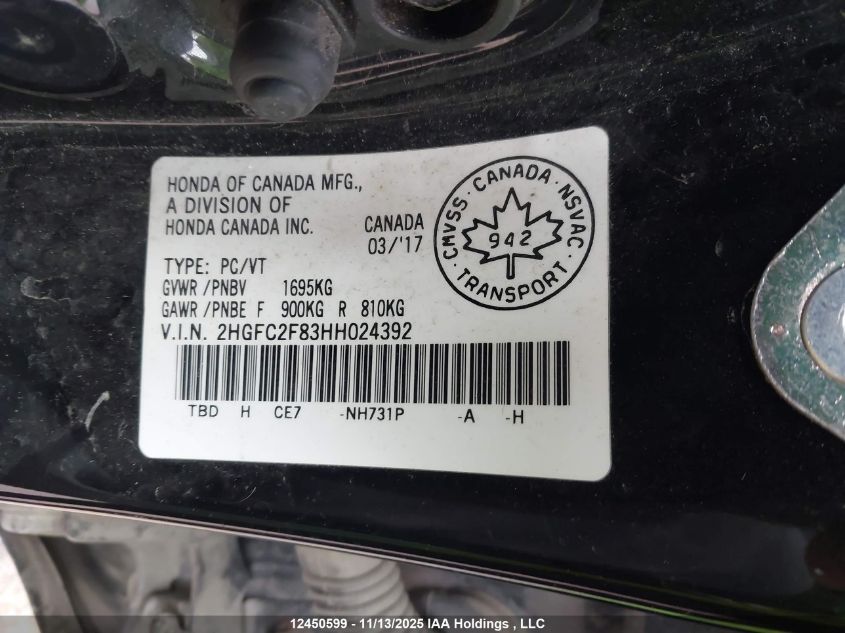 HONDA OF CANADA MFG.,
A DIVISION OF
HONDA CANADA INC.
CANADA
03/'17
CMVSS · CANADA · NSVAC · TRANSPORT ·
942
TYPE: PC/VT
GVWR /PNBV 1695KG
GAWR /PNBE F 900KG R 810KG
V.I.N. 2HGFC2F83HH024392
TBD H CE7 -NH731P -A -H
12450599 - 11/13/2025 IAA Holdings , LLC